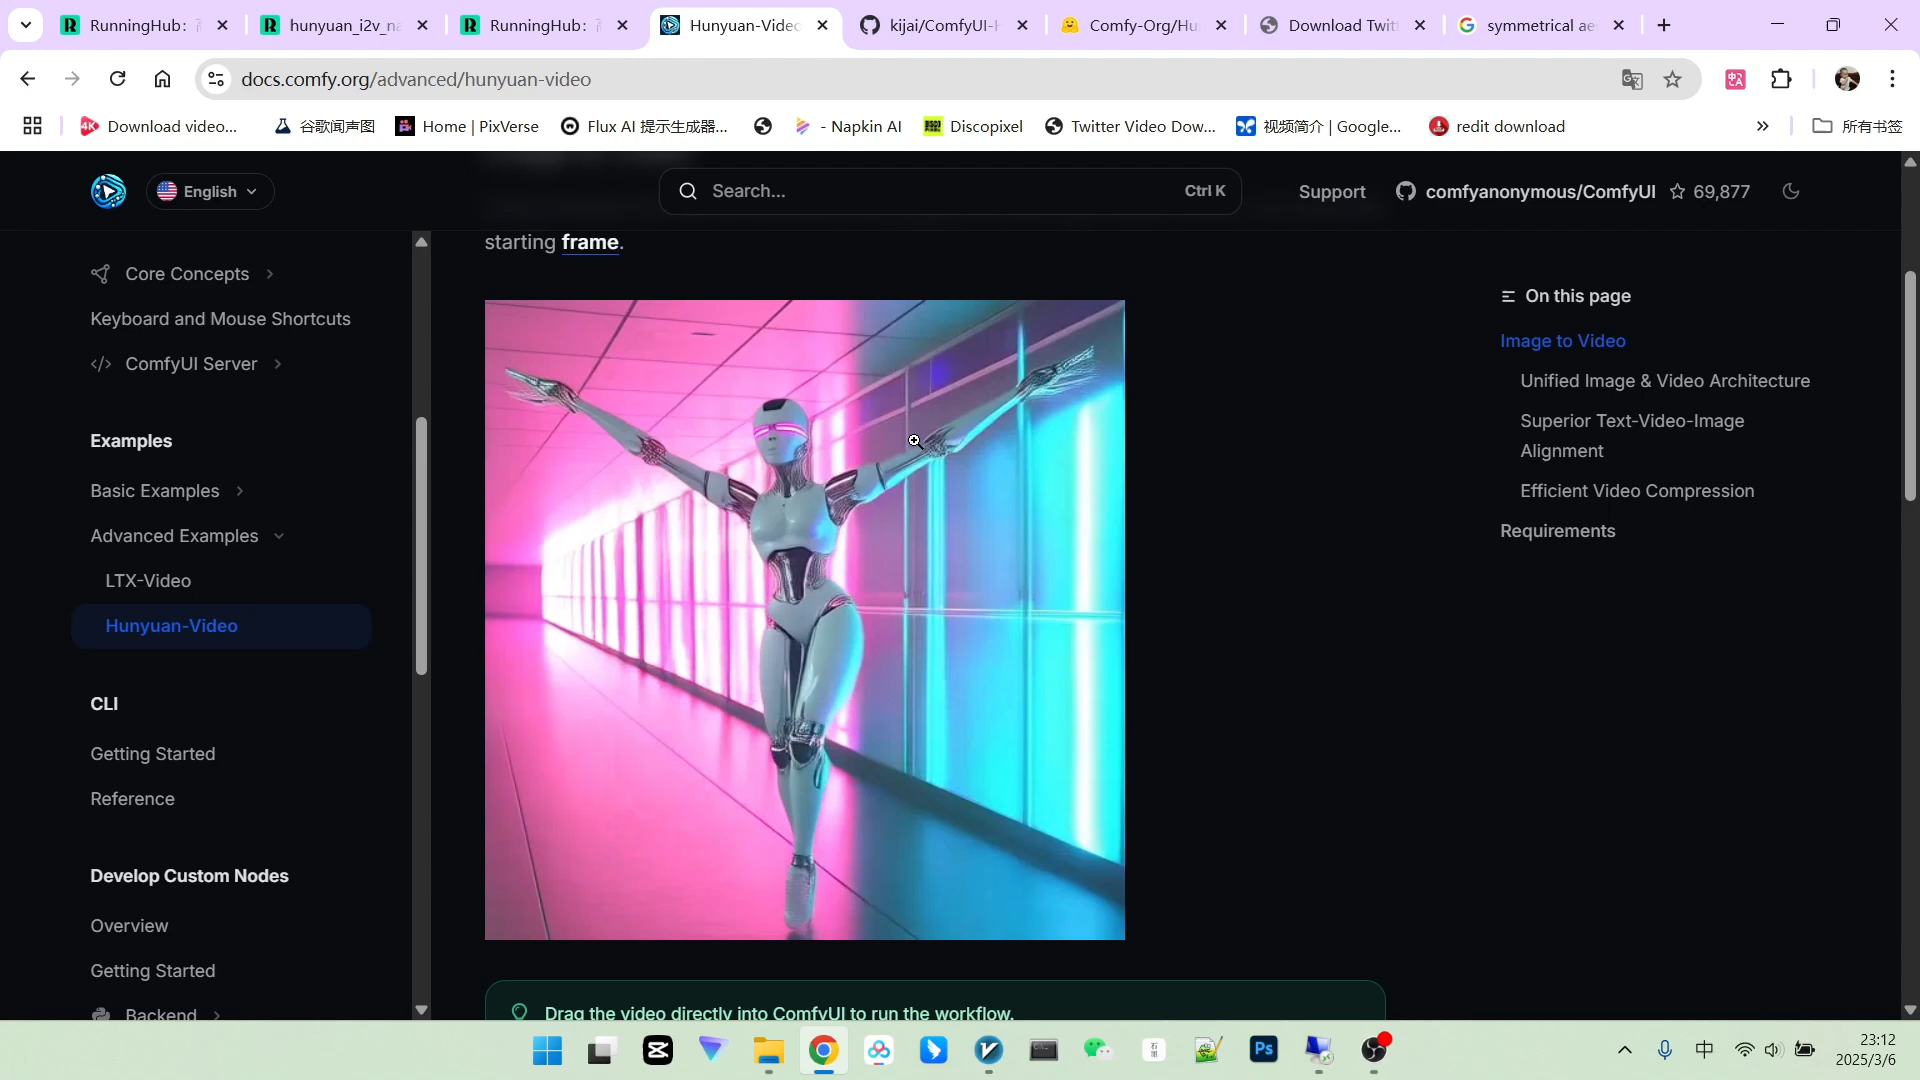 RunningHub:
hunyuan_i2v_na
RunningHub:
Hunyuan-Video
kijai/ComfyUI-H
Comfy-Org/Hu
Download Twit
symmetrical ae
docs.comfy.org/advanced/hunyuan-video
Download video...
谷歌闻声图
Home | PixVerse
Flux AI 提示生成器...
- Napkin AI
Discopixel
Twitter Video Dow...
视频简介 | Google...
redit download
所有书签
English
Search...
Ctrl K
Support
comfyanonymous/ComfyUI
69,877
Core Concepts
Keyboard and Mouse Shortcuts
ComfyUI Server
Examples
Basic Examples
Advanced Examples
LTX-Video
Hunyuan-Video
CLI
Getting Started
Reference
Develop Custom Nodes
Overview
Getting Started
Backend
starting frame.
Drag the video directly into ComfyUI to run the workflow.
On this page
Image to Video
Unified Image & Video Architecture
Superior Text-Video-Image
Alignment
Efficient Video Compression
Requirements
Ps
中
23:12
2025/3/6